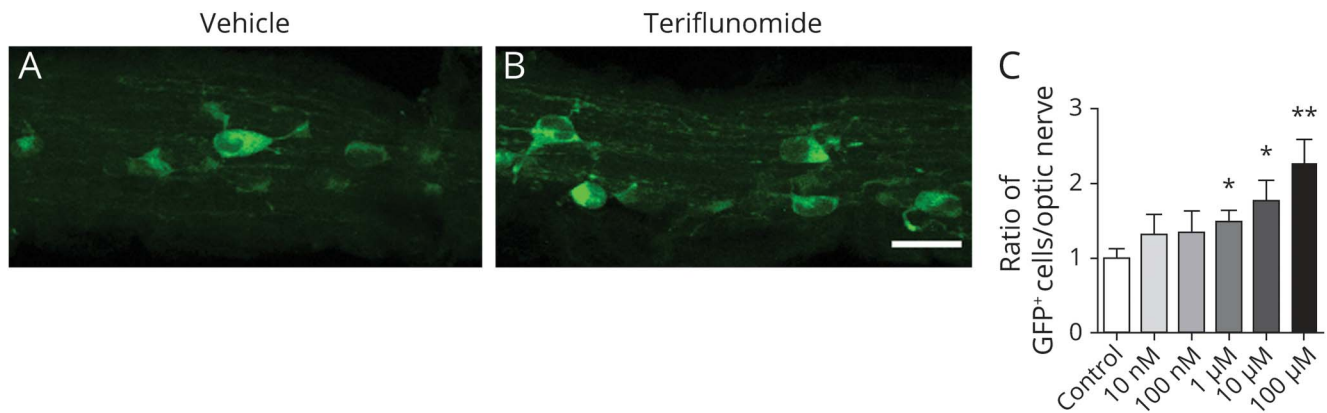 Vehicle
Teriflunomide
A
B
C
Ratio of
GFP⁺ cells/optic nerve
3
2
1
0
*
*
**
Control
10 nM
100 nM
1 µM
10 µM
100 µM